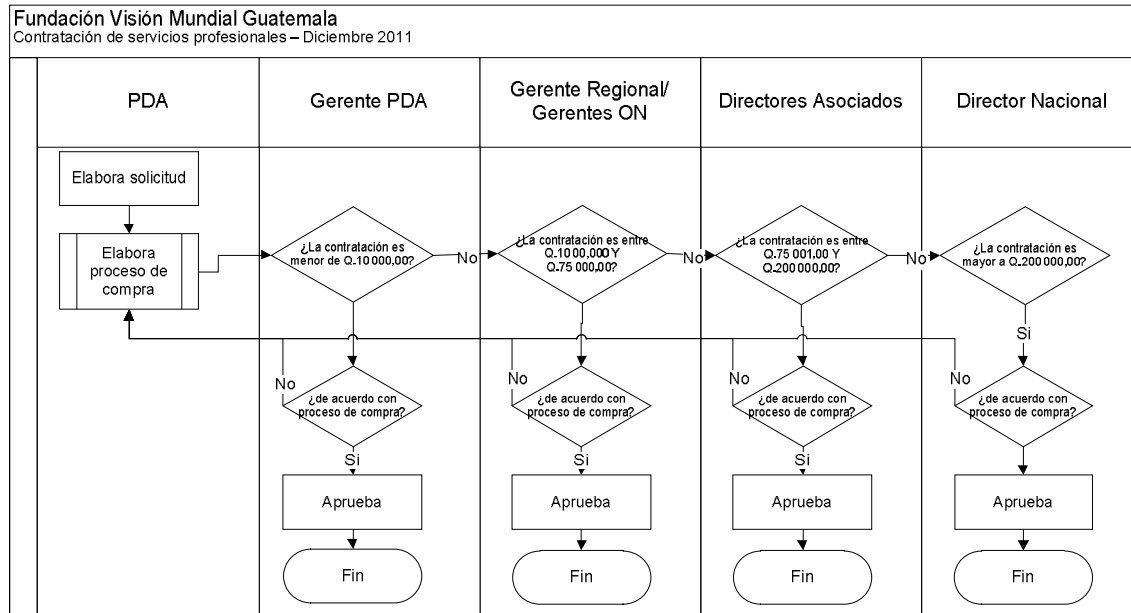 Fundación Visión Mundial Guatemala
Contratación de servicios profesionales – Diciembre 2011
PDA
Gerente PDA
Gerente Regional/
Gerentes ON
Directores Asociados
Director Nacional
Elabora solicitud
Elabora
proceso de
compra
¿La contratación es
menor de Q.10 000,00?
No
¿La contratación es entre
Q.10 00,000 Y
Q.75 000,00?
No
¿La contratación es entre
Q.75 001,00 Y
Q.200 000,00?
No
¿La contratación es
mayor a Q.200 000,00?
Si
No
¿de acuerdo con
proceso de compra?
Si
No
¿de acuerdo con
proceso de compra?
Si
No
¿de acuerdo con
proceso de compra?
Si
No
¿de acuerdo con
proceso de compra?
Aprueba
Aprueba
Aprueba
Aprueba
Fin
Fin
Fin
Fin